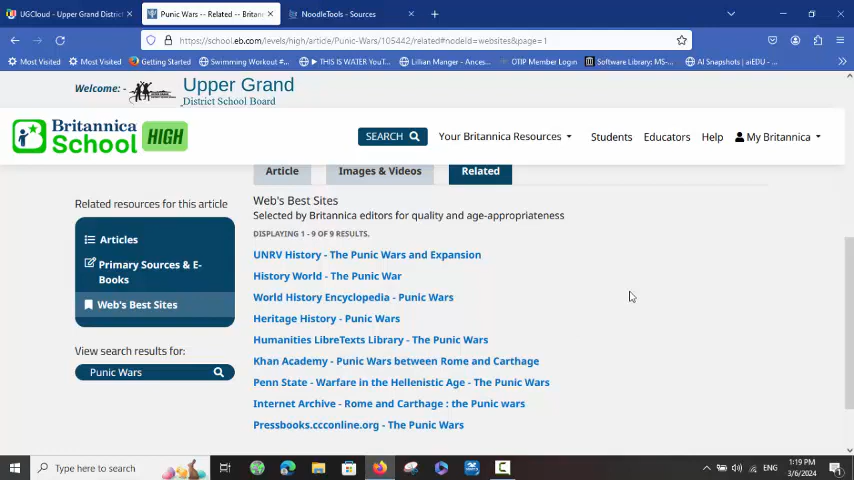 UGCloud - Upper Grand District
Punic Wars -- Related -- Britan
NoodleTools - Sources
https://school.eb.com/levels/high/article/Punic-Wars/105442/related#nodeId=websites&page=1
Most Visited
Most Visited
Getting Started
Swimming Workout #...
THIS IS WATER YouT...
Lillian Manger - Ances...
OTIP Member Login
Software Library: MS-...
AI Snapshots | aiEDU - ...
Welcome:
Upper Grand
District School Board
Britannica
School
HIGH
SEARCH
Your Britannica Resources
Students
Educators
Help
My Britannica
Article
Images & Videos
Related
Related resources for this article
Articles
Primary Sources & E-
Books
Web's Best Sites
View search results for:
Punic Wars
Web's Best Sites
Selected by Britannica editors for quality and age-appropriateness
DISPLAYING 1 - 9 OF 9 RESULTS.
UNRV History - The Punic Wars and Expansion
History World - The Punic War
World History Encyclopedia - Punic Wars
Heritage History - Punic Wars
Humanities LibreTexts Library - The Punic Wars
Khan Academy - Punic Wars between Rome and Carthage
Penn State - Warfare in the Hellenistic Age - The Punic Wars
Internet Archive - Rome and Carthage : the Punic wars
Pressbooks.ccconline.org - The Punic Wars
Type here to search
ENG
1:19 PM
3/6/2024